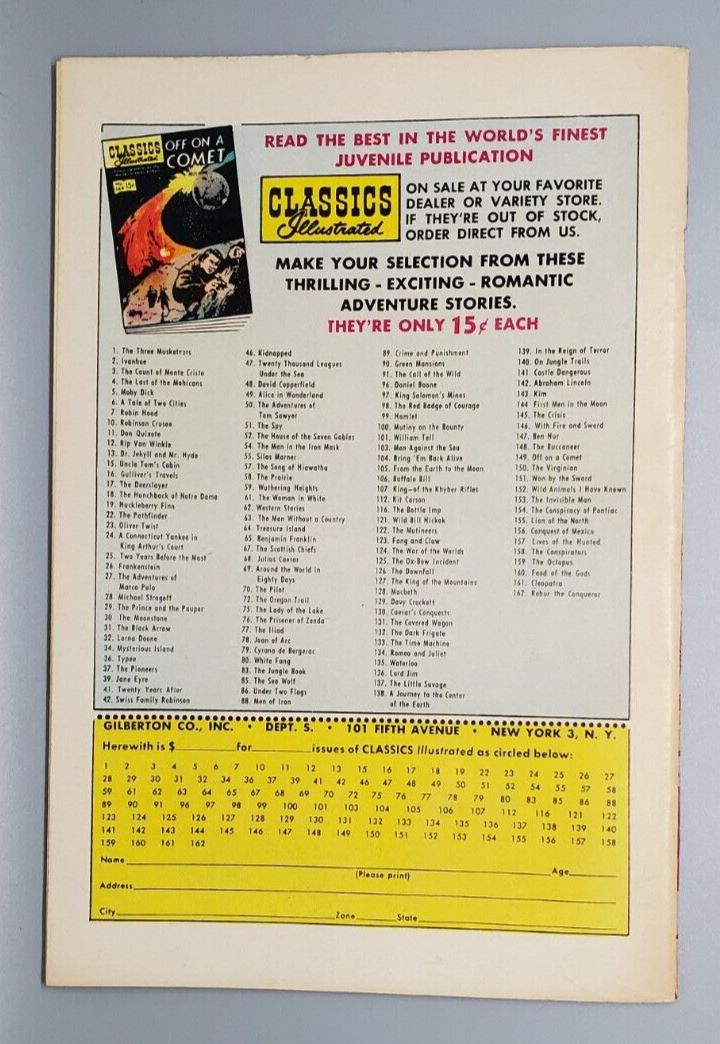 CLASSICS
Illustrated
15¢
OFF ON A
COMET
READ THE BEST IN THE WORLD'S FINEST
JUVENILE PUBLICATION
CLASSICS
Illustrated
ON SALE AT YOUR FAVORITE
DEALER OR VARIETY STORE.
IF THEY'RE OUT OF STOCK,
ORDER DIRECT FROM US.
MAKE YOUR SELECTION FROM THESE
THRILLING - EXCITING - ROMANTIC
ADVENTURE STORIES.
THEY'RE ONLY 15¢ EACH
1. The Three Musketeers
2. Ivanhoe
3. The Count of Monte Cristo
4. The Last of the Mohicans
5. Moby Dick
6. A Tale of Two Cities
7 Robin Hood
10. Robinson Crusoe
11. Don Quixote
12. Rip Van Winkle
13. Dr. Jekyll and Mr. Hyde
15. Uncle Tom's Cabin
16. Gulliver's Travels
17. The Deerslayer
18. The Hunchback of Notre Dame
19. Huckleberry Finn
22. The Pathfinder
23. Oliver Twist
24. A Connecticut Yankee in
King Arthur's Court
25. Two Years Before the Mast
26. Frankenstein
27. The Adventures of
Marco Polo
28 Michael Strogoff
29. The Prince and the Pauper
30 The Moonstone
31. The Black Arrow
32. Lorna Doone
34. Mysterious Island
36. Typee
37. The Pioneers
39. Jane Eyre
41. Twenty Years After
42. Swiss Family Robinson
46. Kidnapped
47. Twenty Thousand Leagues
Under the Sea
48. David Copperfield
49. Alice in Wonderland
50. The Adventures of
Tom Sawyer
51. The Spy
52. The House of the Seven Gables
54. The Man in the Iron Mask
55. Silas Marner
57. The Song of Hiawatha
58. The Prairie
59. Wuthering Heights
61. The Woman in White
62. Western Stories
63. The Man Without a Country
64. Treasure Island
65. Benjamin Franklin
67. The Scottish Chiefs
68. Julius Caesar
69. Around the World in
Eighty Days
70. The Pilot
72. The Oregon Trail
75. The Lady of the Lake
76. The Prisoner of Zenda
77. The Iliad
78. Joan of Arc
79. Cyrano de Bergerac
80. White Fang
83. The Jungle Book
85. The Sea Wolf
86. Under Two Flags
88. Men of Iron
89. Crime and Punishment
90. Green Mansions
91. The Call of the Wild
96. Daniel Boone
97. King Solomon's Mines
98. The Red Badge of Courage
99. Hamlet
100. Mutiny on the Bounty
101. William Tell
103. Men Against the Sea
104. Bring 'Em Back Alive
105. From the Earth to the Moon
106. Buffalo Bill
107. King—of the Khyber Rifles
112. Kit Carson
116. The Bottle Imp
121. Wild Bill Hickok
122. The Mutineers
123. Fang and Claw
124. The War of the Worlds
125. The Ox-Bow Incident
126. The Downfall
127. The King of the Mountains
128. Macbeth
129. Davy Crockett
130. Caesar's Conquests
131. The Covered Wagon
132. The Dark Frigate
133. The Time Machine
134. Romeo and Juliet
135. Waterloo
136. Lord Jim
137. The Little Savage
138. A Journey to the Center
of the Earth
139. In the Reign of Terror
140. On Jungle Trails
141 Castle Dangerous
142. Abraham Lincoln
143. Kim
144 First Men in the Moon
145. The Crisis
146. With Fire and Sword
147. Ben Hur
148. The Buccaneer
149. Off on a Comet
150. The Virginian
151. Won by the Sword
152. Wild Animals I Have Known
153. The Invisible Man
154. The Conspiracy of Pontiac
155. Lion of the North
156 Conquest of Mexico
157 Lives of the Hunted
158. The Conspirators
159 The Octopus
160. Food of the Gods
161. Cleopatra
162. Robur the Conqueror
GILBERTON CO., INC. • DEPT. S. • 101 FIFTH AVENUE • NEW YORK 3, N. Y.
Herewith is $ for issues of CLASSICS Illustrated as circled below:
1 2 3 4 5 6 7 10 11 12 13 15 16 17 18 19 22 23 24 25 26 27
28 29 30 31 32 34 36 37 39 41 42 46 47 48 49 50 51 52 54 55 57 58
59 61 62 63 64 65 67 68 69 70 72 75 76 77 78 79 80 83 85 86 88
89 90 91 96 97 98 99 100 101 103 104 105 106 107 112 116 121 122
123 124 125 126 127 128 129 130 131 132 133 134 135 136 137 138 139 140
141 142 143 144 145 146 147 148 149 150 151 152 153 154 155 156 157 158
159 160 161 162
Name Age
(Please print)
Address
City Zone State